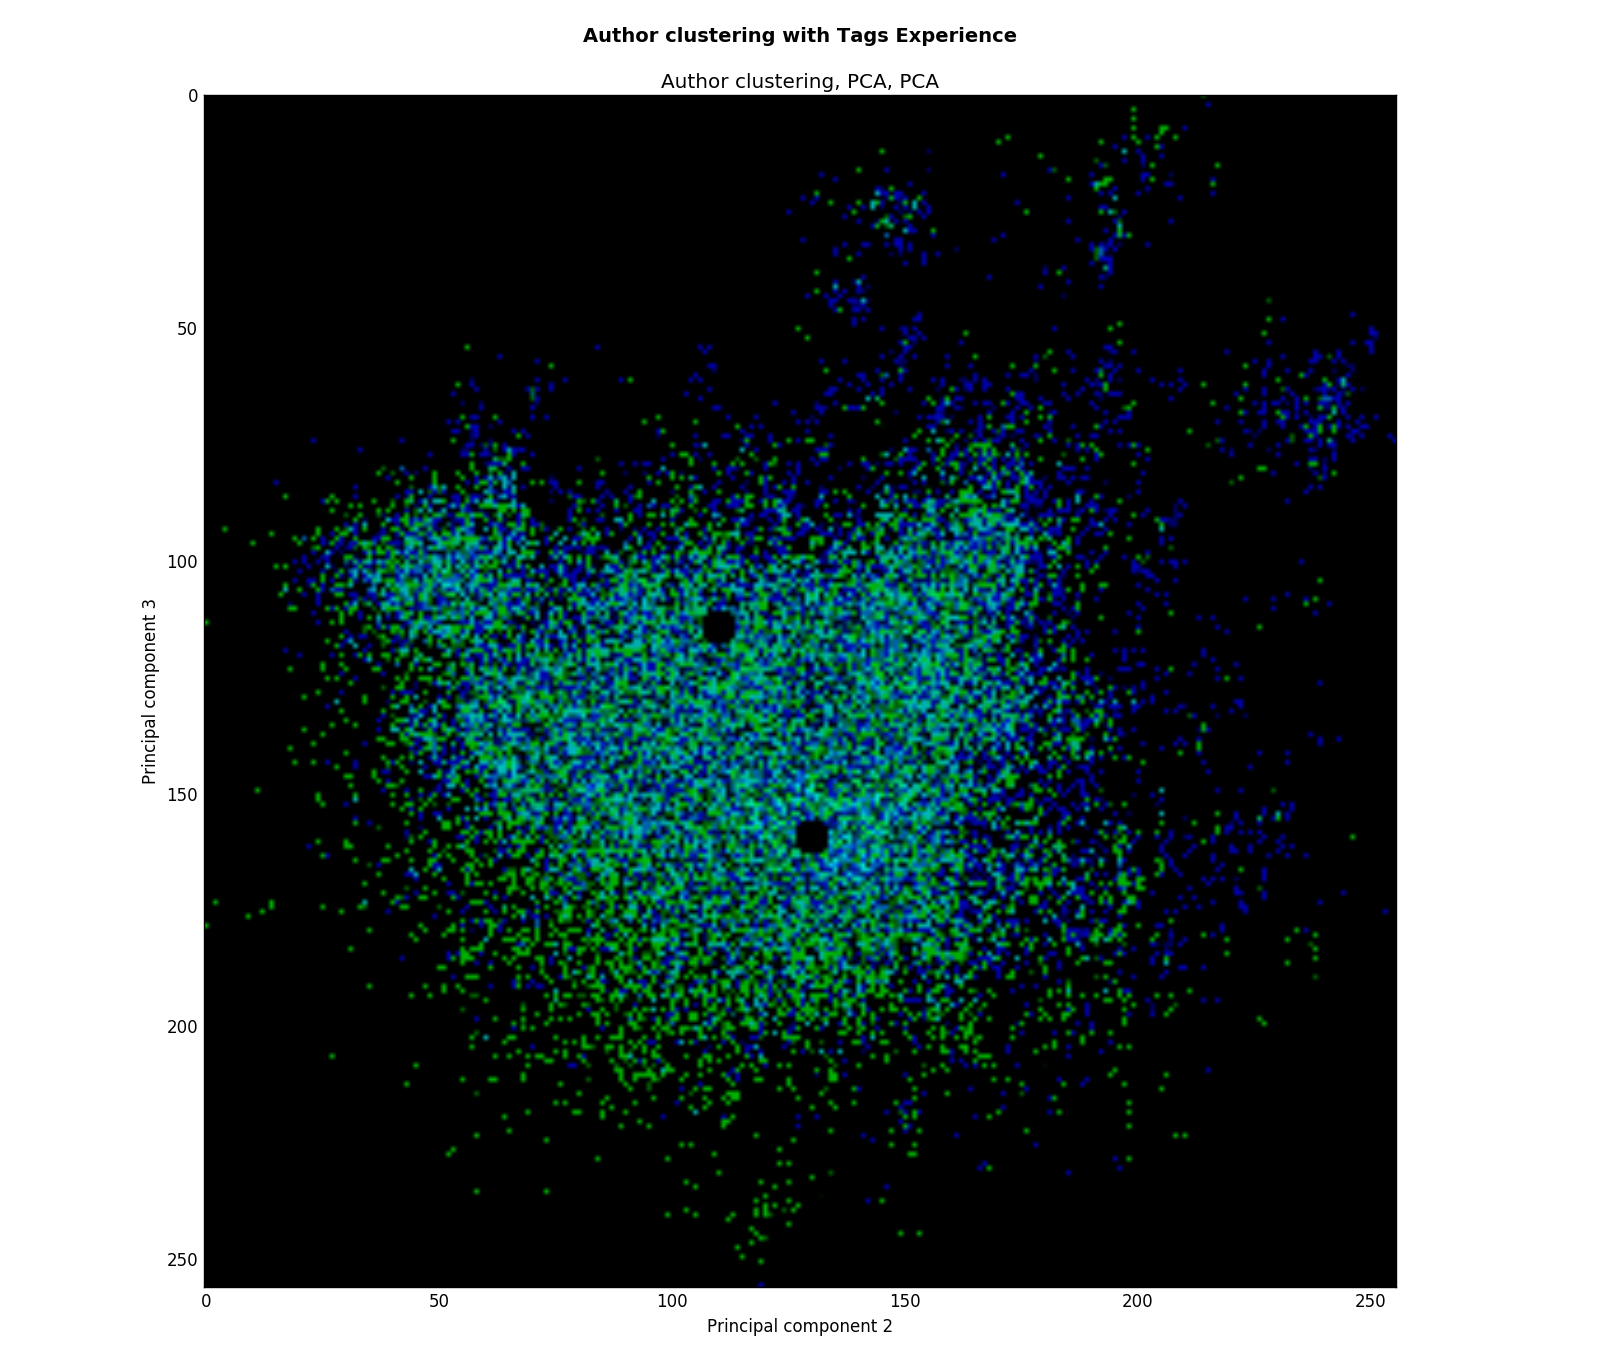 Author clustering with Tags Experience
Author clustering, PCA, PCA
0
50
100
150
200
250
Principal component 3
0 50 100 150 200 250
Principal component 2